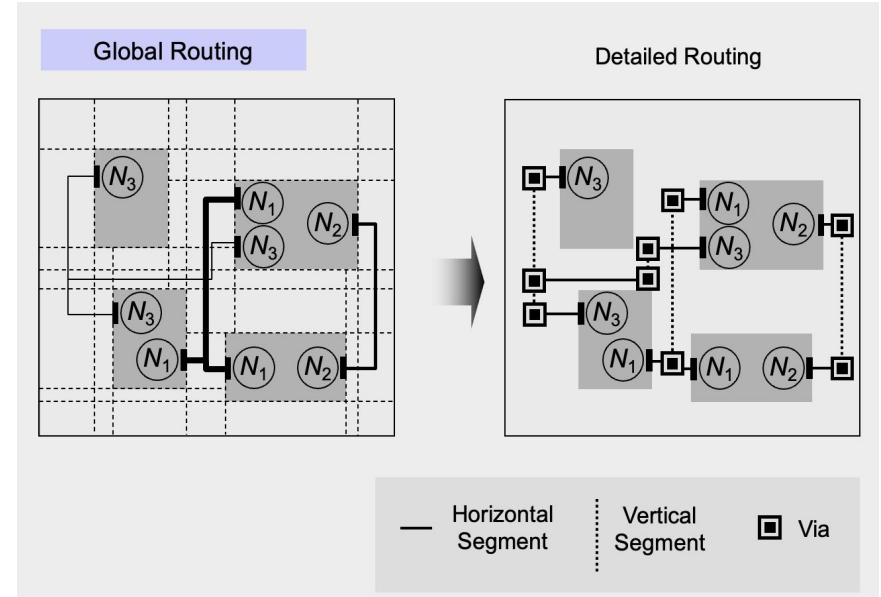 Global Routing
Detailed Routing
N3
N1
N2
N3
N3
N1
N1
N2
N3
N1
N2
N3
N3
N1
N1
N2
Horizontal
Segment
Vertical
Segment
Via